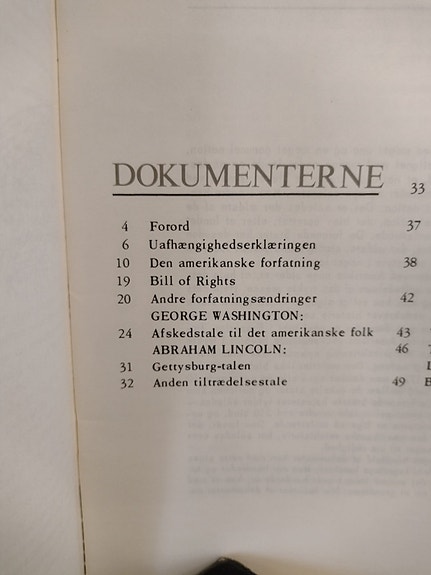 DOKUMENTERNE
4 Forord
6 Uafhængighedserklæringen
10 Den amerikanske forfatning
19 Bill of Rights
20 Andre forfatningsændringer
GEORGE WASHINGTON:
24 Afskedstale til det amerikanske folk
ABRAHAM LINCOLN:
31 Gettysburg-talen
32 Anden tiltrædelsestale
33
37
38
42
43
46
49